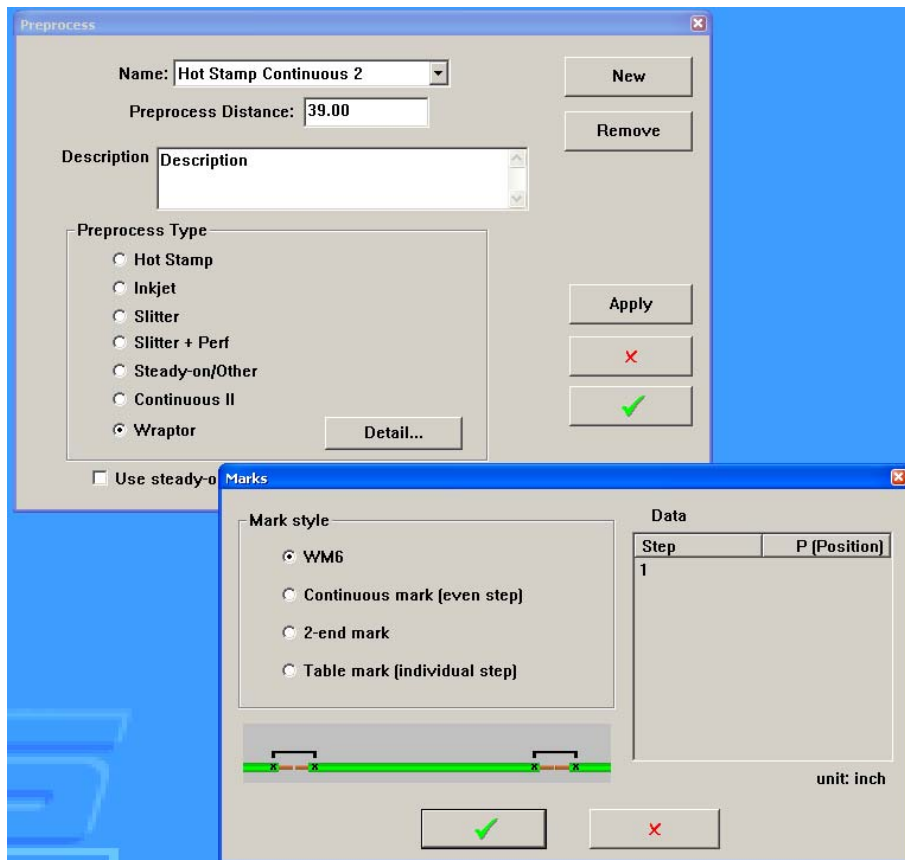 Preprocess
Name: Hot Stamp Continuous 2
New
Preprocess Distance: 39.00
Remove
Description Description
Preprocess Type
Hot Stamp
Inkjet
Slitter
Slitter + Perf
Steady-on/Other
Continuous II
Wraptor
Detail...
Apply
Use steady-o
Marks
Mark style
WM6
Continuous mark (even step)
2-end mark
Table mark (individual step)
Data
Step P (Position)
1
unit: inch